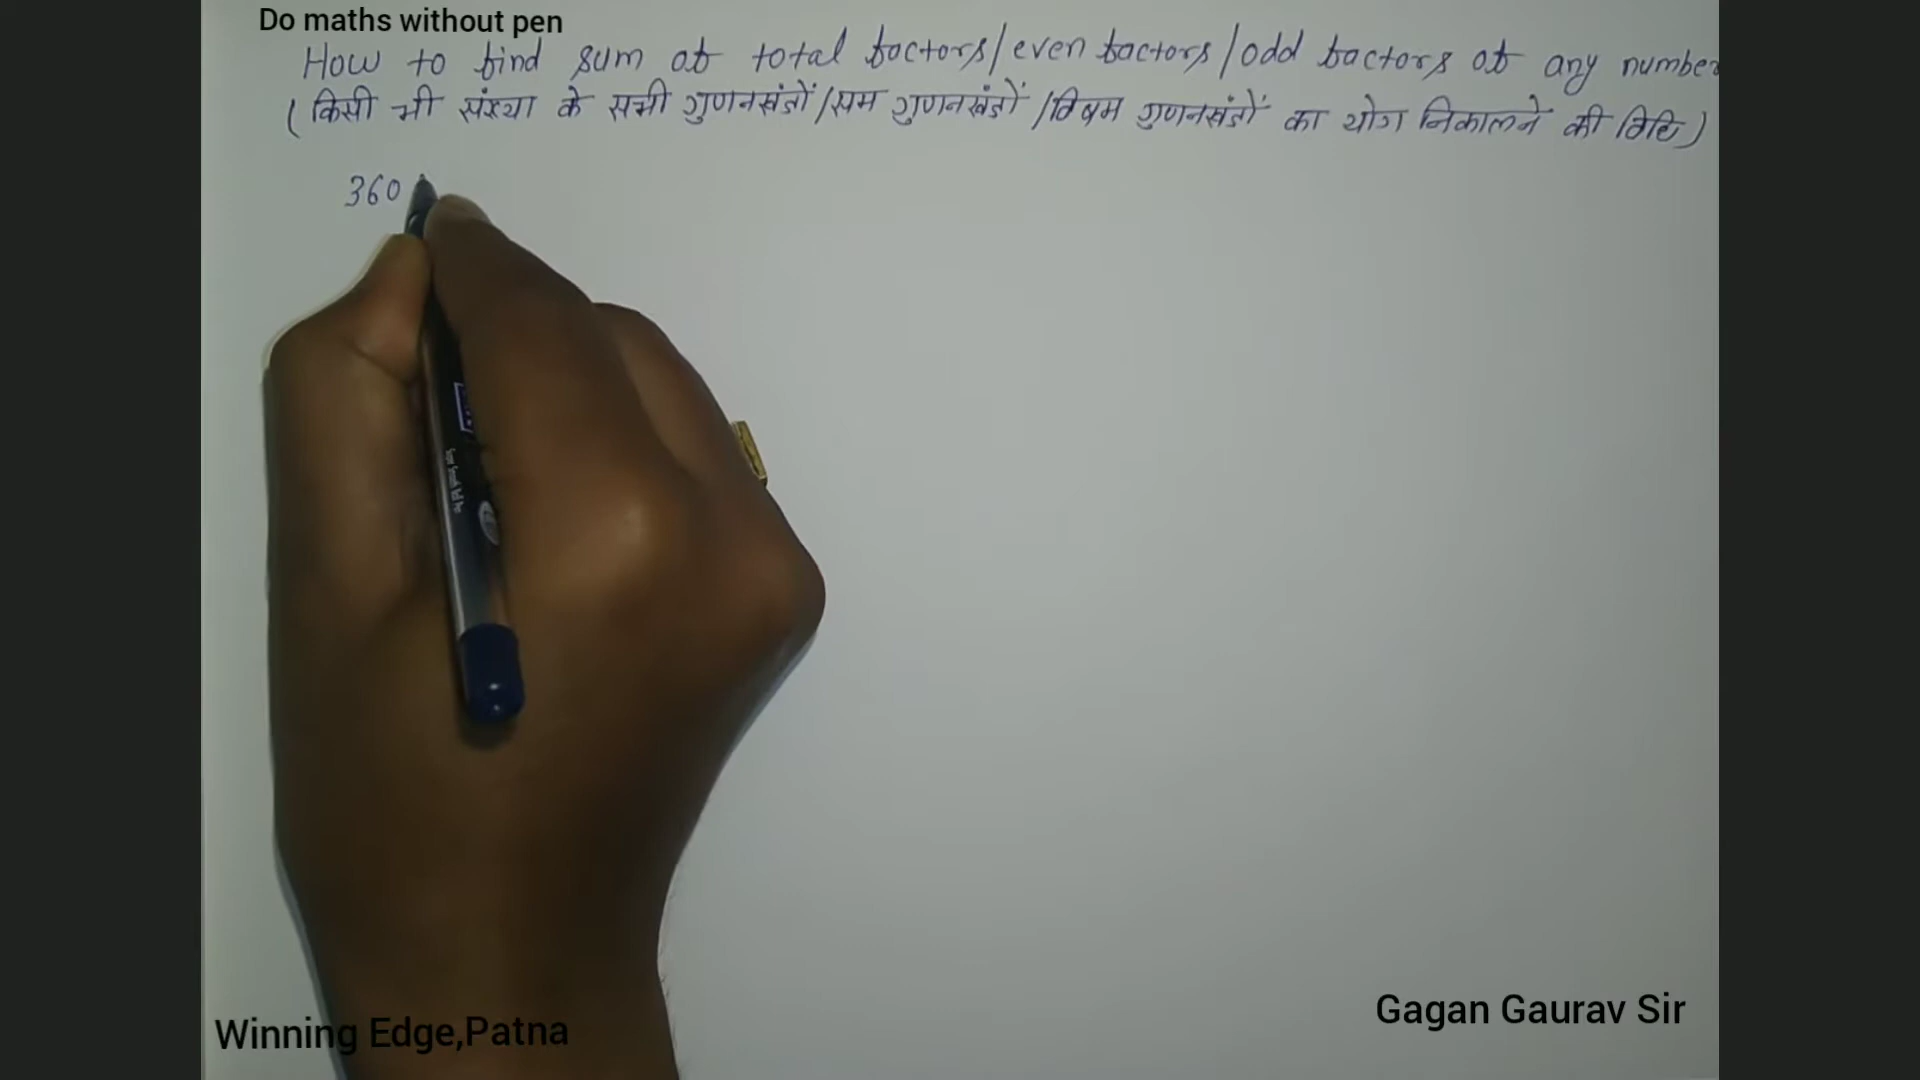 Do maths without pen
How to find sum of total factors/even factors/odd factors of any number
(किसी भी संख्या के सभी गुणनखंडों/सम गुणनखंडों/विषम गुणनखंडों का योग निकालने की विधि)
360
Winning Edge,Patna
Gagan Gaurav Sir